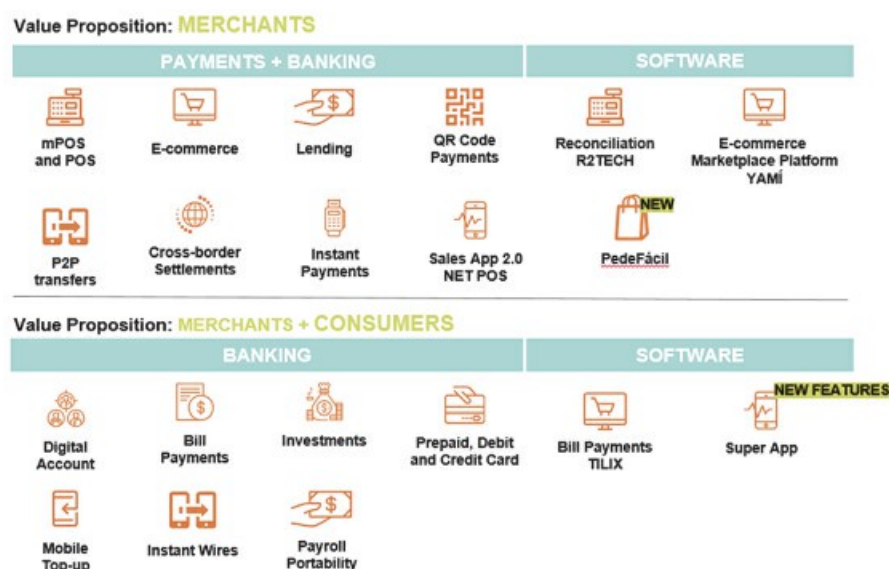 Value Proposition: MERCHANTS
PAYMENTS + BANKING
SOFTWARE
mPOS
and POS
E-commerce
Lending
QR Code
Payments
Reconciliation
R2TECH
E-commerce
Marketplace Platform
YAMÍ
P2P
transfers
Cross-border
Settlements
Instant
Payments
Sales App 2.0
NET POS
NEW
PedeFácil
Value Proposition: MERCHANTS + CONSUMERS
BANKING
SOFTWARE
Digital
Account
Bill
Payments
Investments
Prepaid, Debit
and Credit Card
Bill Payments
TILIX
NEW FEATURES
Super App
Mobile
Top-up
Instant Wires
Payroll
Portability